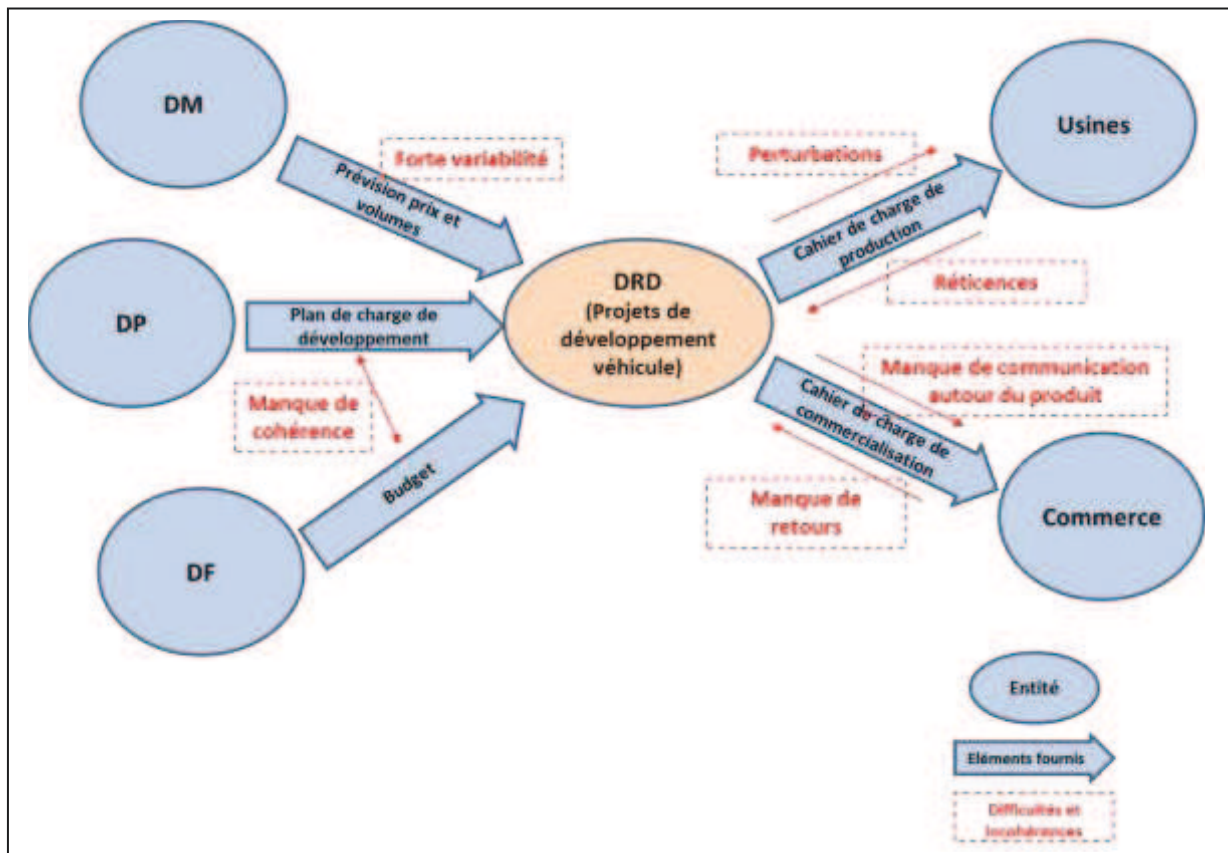 DM
Forte variabilité
Prévision prix et
volumes
DP
Plan de charge de
développement
Manque de
cohérence
DF
Budget
DRD
(Projets de
développement
véhicule)
Perturbations
Cahier de charge de
production
Réticences
Usines
Manque de communication
autour du produit
Cahier de charge de
commercialisation
Manque de
retours
Commerce
Entité
Eléments fournis
Difficultés et
incohérences